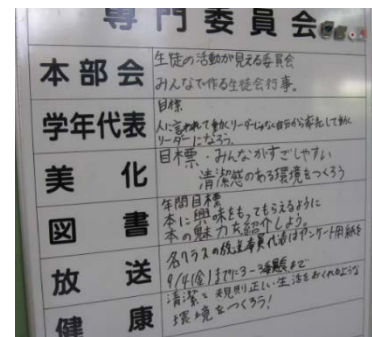 専門委員会
本部会 生徒の活動が見える委員会
みんなで作る生徒会行事。
学年代表 目標
人に言われて動くリーダーじゃなく自分から率先して動く
リーダーになろう。
美化 目標・みんながすごしやすい
清潔感のある環境をつくろう
図書 年間目標
本に興味をもってもらえるように
本の魅力を紹介しよう。
放送 各クラスの放送委員代表はアンケート用紙を
9/4(金)までに3-3 まで
健康 清潔で規則正しい生活をおくれるような
環境をつくろう!